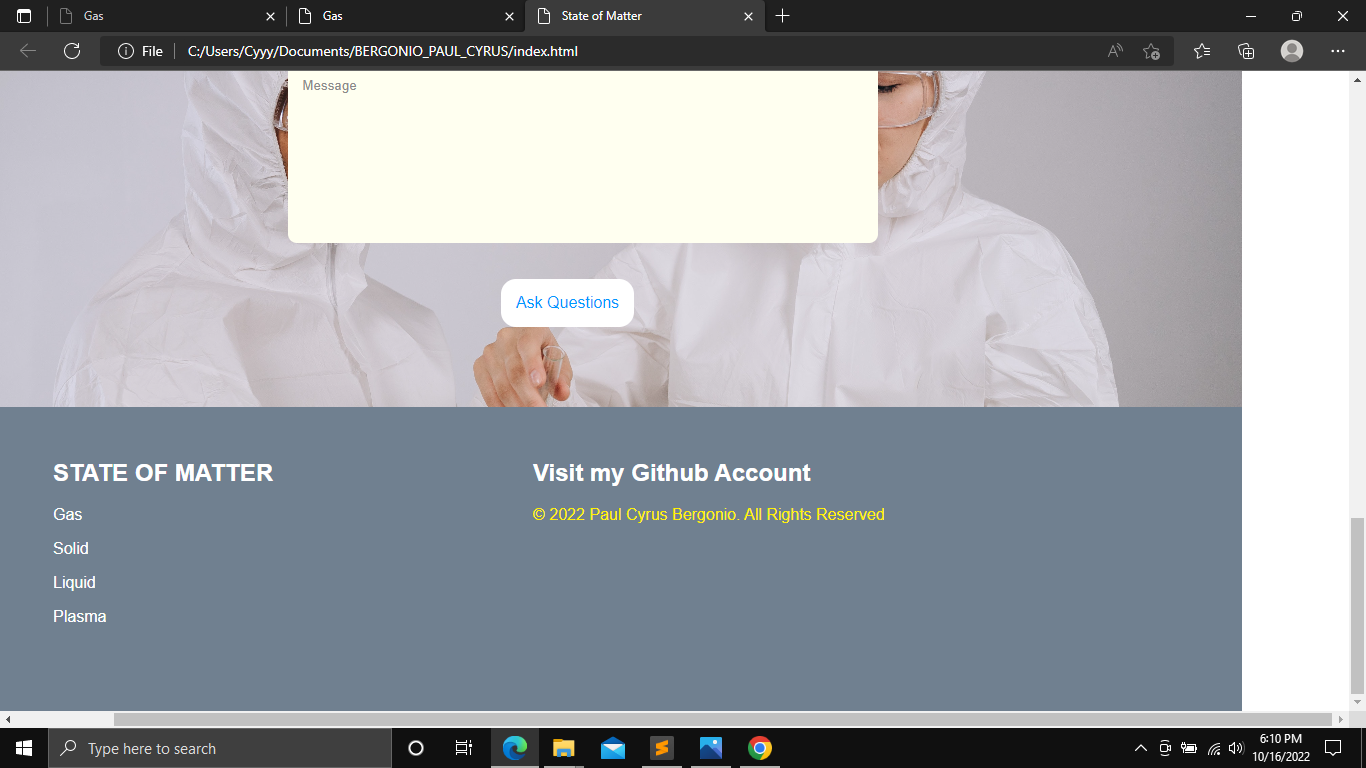 Gas
Gas
State of Matter
File
C:/Users/Cyyy/Documents/BERGONIO_PAUL_CYRUS/index.html
Message
Ask Questions
STATE OF MATTER
Gas
Solid
Liquid
Plasma
Visit my Github Account
© 2022 Paul Cyrus Bergonio. All Rights Reserved
Type here to search
6:10 PM
10/16/2022